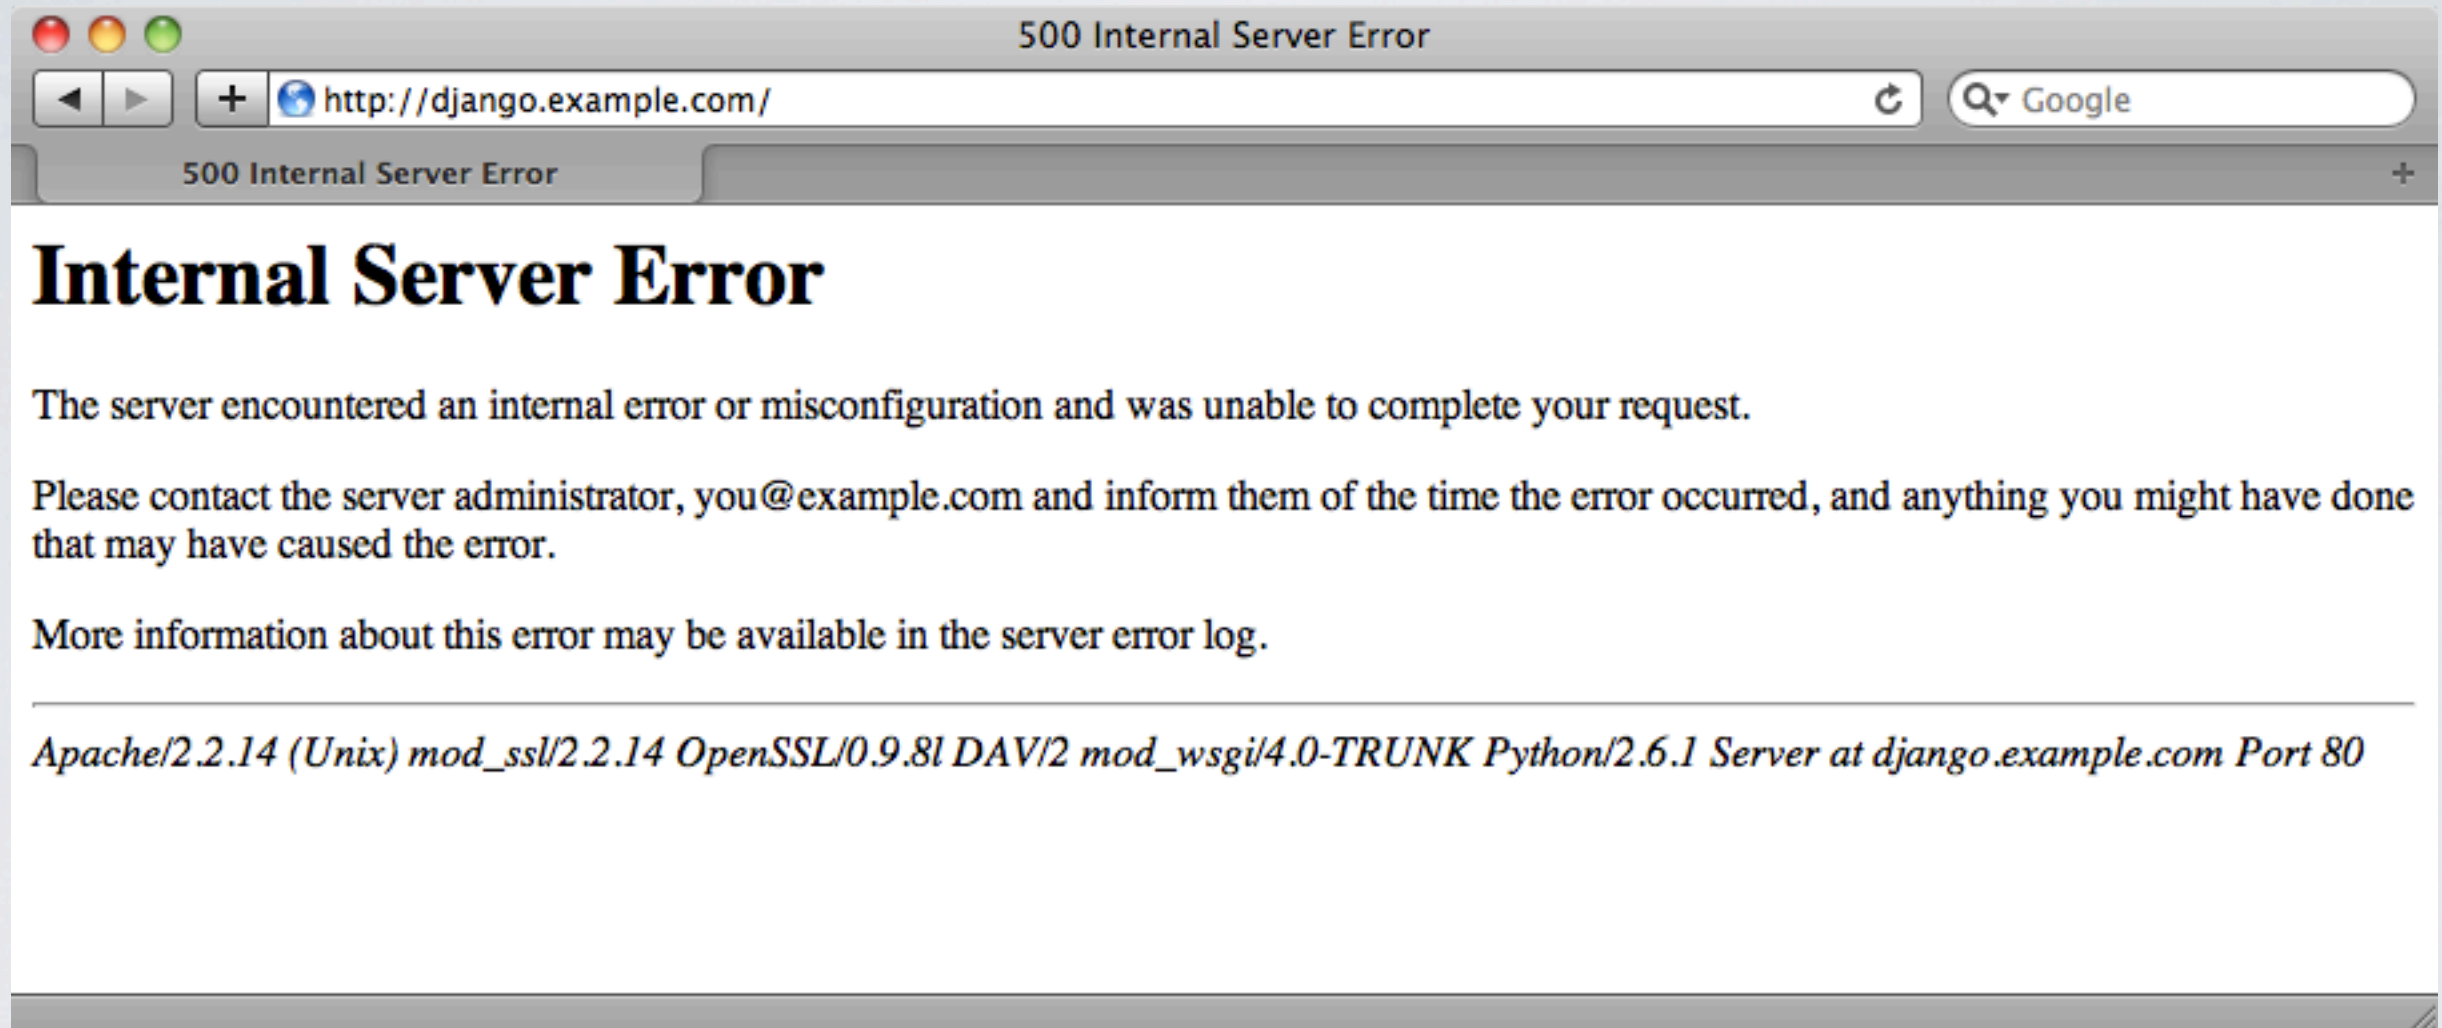 500 Internal Server Error
http://django.example.com/
Google
500 Internal Server Error
Internal Server Error
The server encountered an internal error or misconfiguration and was unable to complete your request.
Please contact the server administrator, you@example.com and inform them of the time the error occurred, and anything you might have done
that may have caused the error.
More information about this error may be available in the server error log.
Apache/2.2.14 (Unix) mod_ssl/2.2.14 OpenSSL/0.9.8l DAV/2 mod_wsgi/4.0-TRUNK Python/2.6.1 Server at django.example.com Port 80